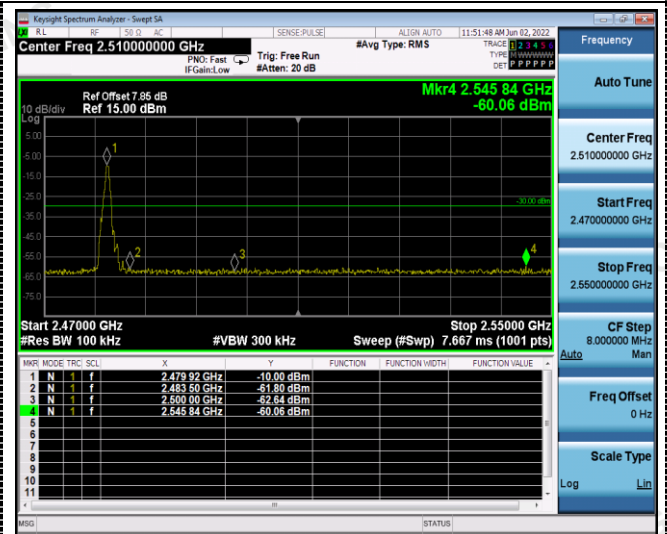 Keysight Spectrum Analyzer - Swept SA
RL RF 50 Ω AC SENSE:PULSE ALIGN AUTO 11:51:48 AM Jun 02, 2022
Center Freq 2.510000000 GHz #Avg Type: RMS TRACE 1 2 3 4 5 6
PNO: Fast Trig: Free Run TYPE M WWWWW
IFGain:Low #Atten: 20 dB DET P P P P P P
Mkr4 2.545 84 GHz
Ref Offset 7.85 dB
10 dB/div Ref 15.00 dBm -60.06 dBm
Log
5.00
-5.00
-15.0
-25.0
-30.00 dBm
-35.0
-45.0
-55.0
-65.0
-75.0
1
2
3
4
Start 2.47000 GHz Stop 2.55000 GHz
#Res BW 100 kHz #VBW 300 kHz Sweep (#Swp) 7.667 ms (1001 pts)
MKR MODE TRC SCL X Y FUNCTION FUNCTION WIDTH FUNCTION VALUE
1 N 1 f 2.479 92 GHz -10.00 dBm
2 N 1 f 2.483 50 GHz -61.80 dBm
3 N 1 f 2.500 00 GHz -62.64 dBm
4 N 1 f 2.545 84 GHz -60.06 dBm
5
6
7
8
9
10
11
MSG STATUS
Frequency
Auto Tune
Center Freq
2.510000000 GHz
Start Freq
2.470000000 GHz
Stop Freq
2.550000000 GHz
CF Step
8.000000 MHz
Auto Man
Freq Offset
0 Hz
Scale Type
Log Lin